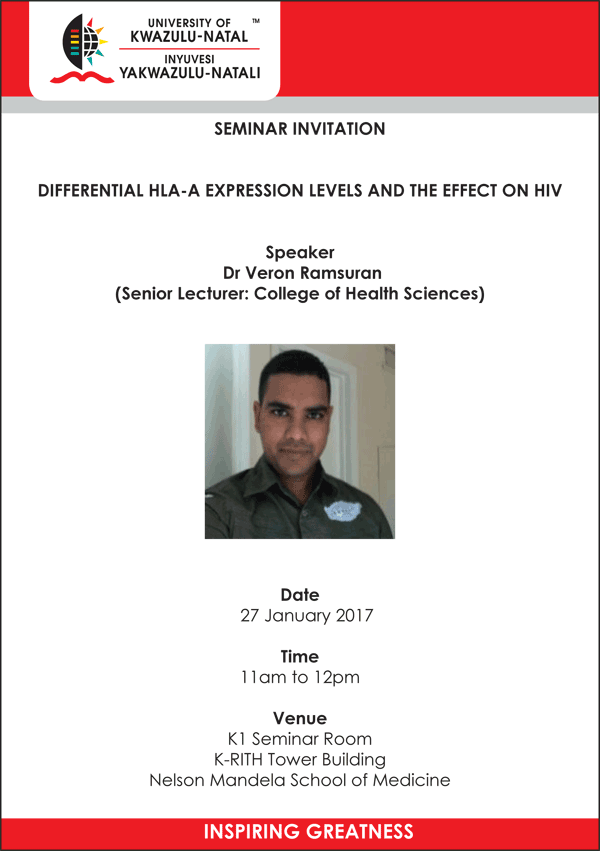 UNIVERSITY OF ™
KWAZULU-NATAL
INYUVESI
YAKWAZULU-NATALI
SEMINAR INVITATION
DIFFERENTIAL HLA-A EXPRESSION LEVELS AND THE EFFECT ON HIV
Speaker
Dr Veron Ramsuran
(Senior Lecturer: College of Health Sciences)
Date
27 January 2017
Time
11am to 12pm
Venue
K1 Seminar Room
K-RITH Tower Building
Nelson Mandela School of Medicine
INSPIRING GREATNESS